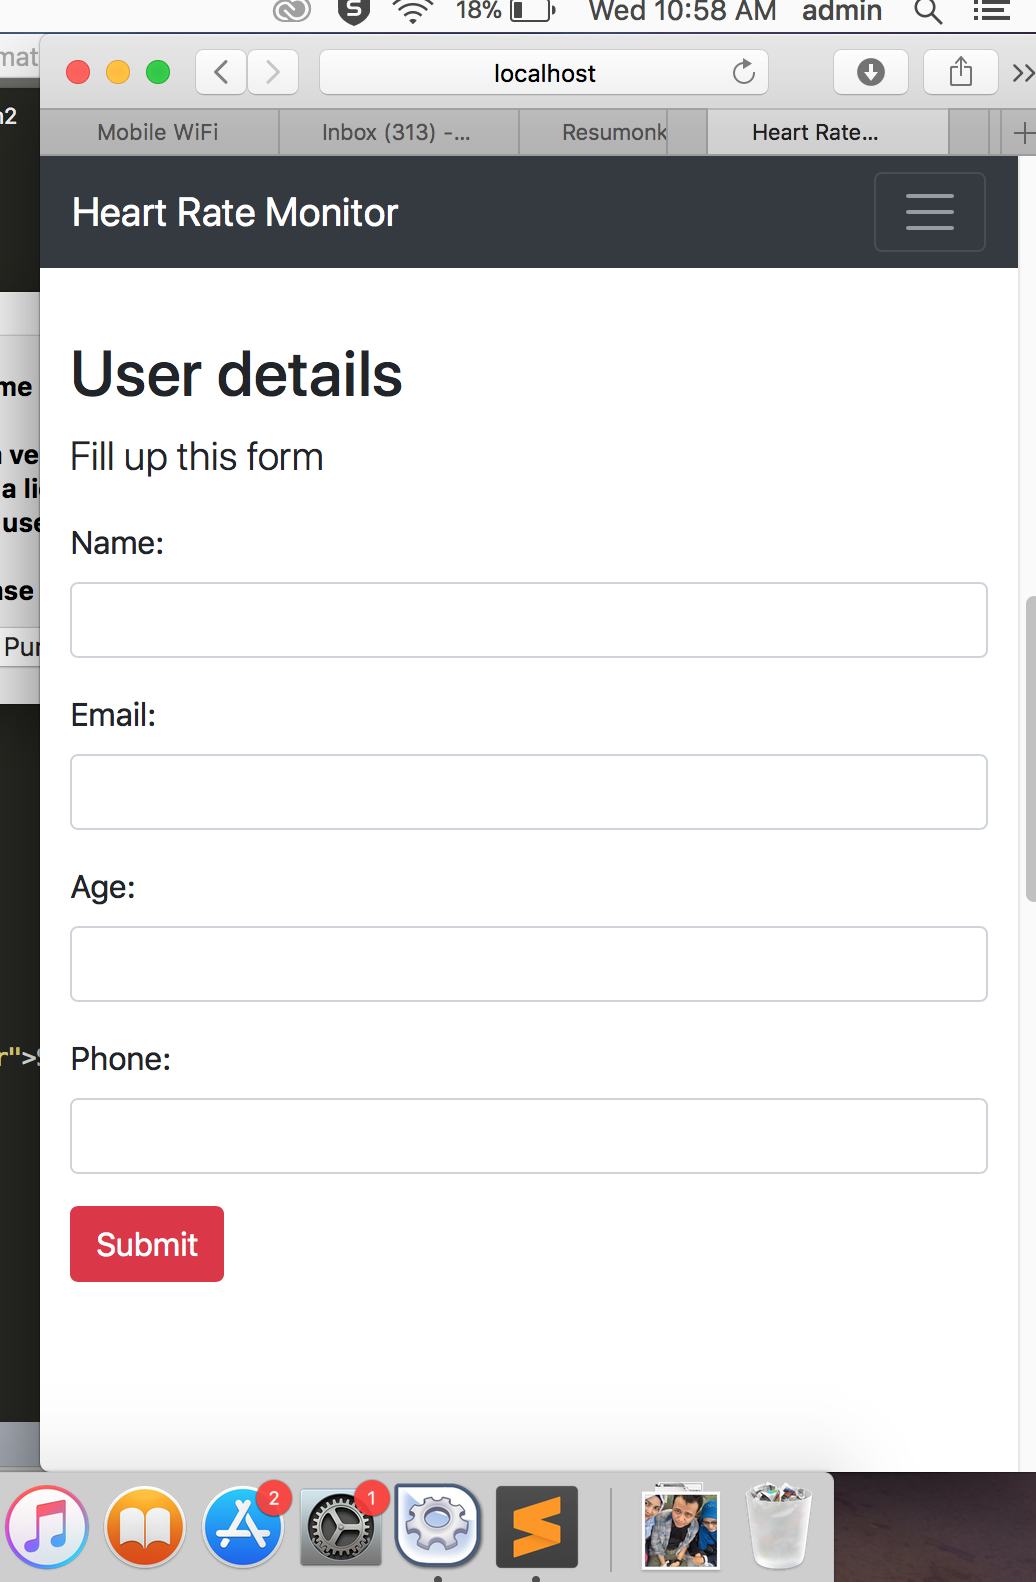 18% Wed 10:58 AM admin
localhost
Mobile WiFi Inbox (313) -... Resumonk Heart Rate...
Heart Rate Monitor
User details
Fill up this form
Name:
Email:
Age:
Phone:
Submit
2 1